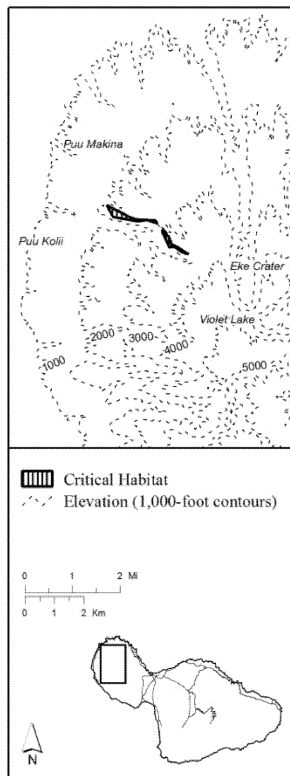 Puu Makina
Puu Kolii
Eke Crater
Violet Lake
1000
2000
3000
4000
5000
Critical Habitat
Elevation (1,000-foot contours)
0 1 2 Mi
0 1 2 Km
N